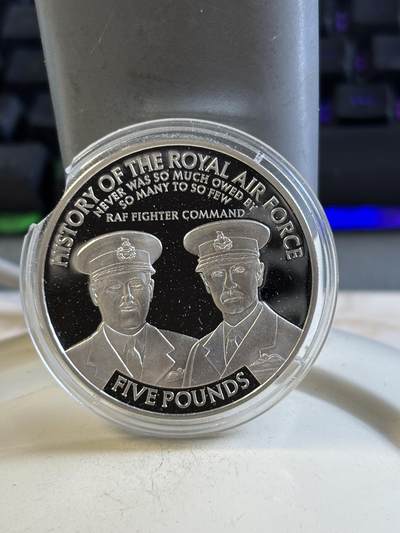 HISTORY OF THE ROYAL AIR FORCE
NEVER WAS SO MUCH OWED BY
SO MANY TO SO FEW
RAF FIGHTER COMMAND
FIVE POUNDS